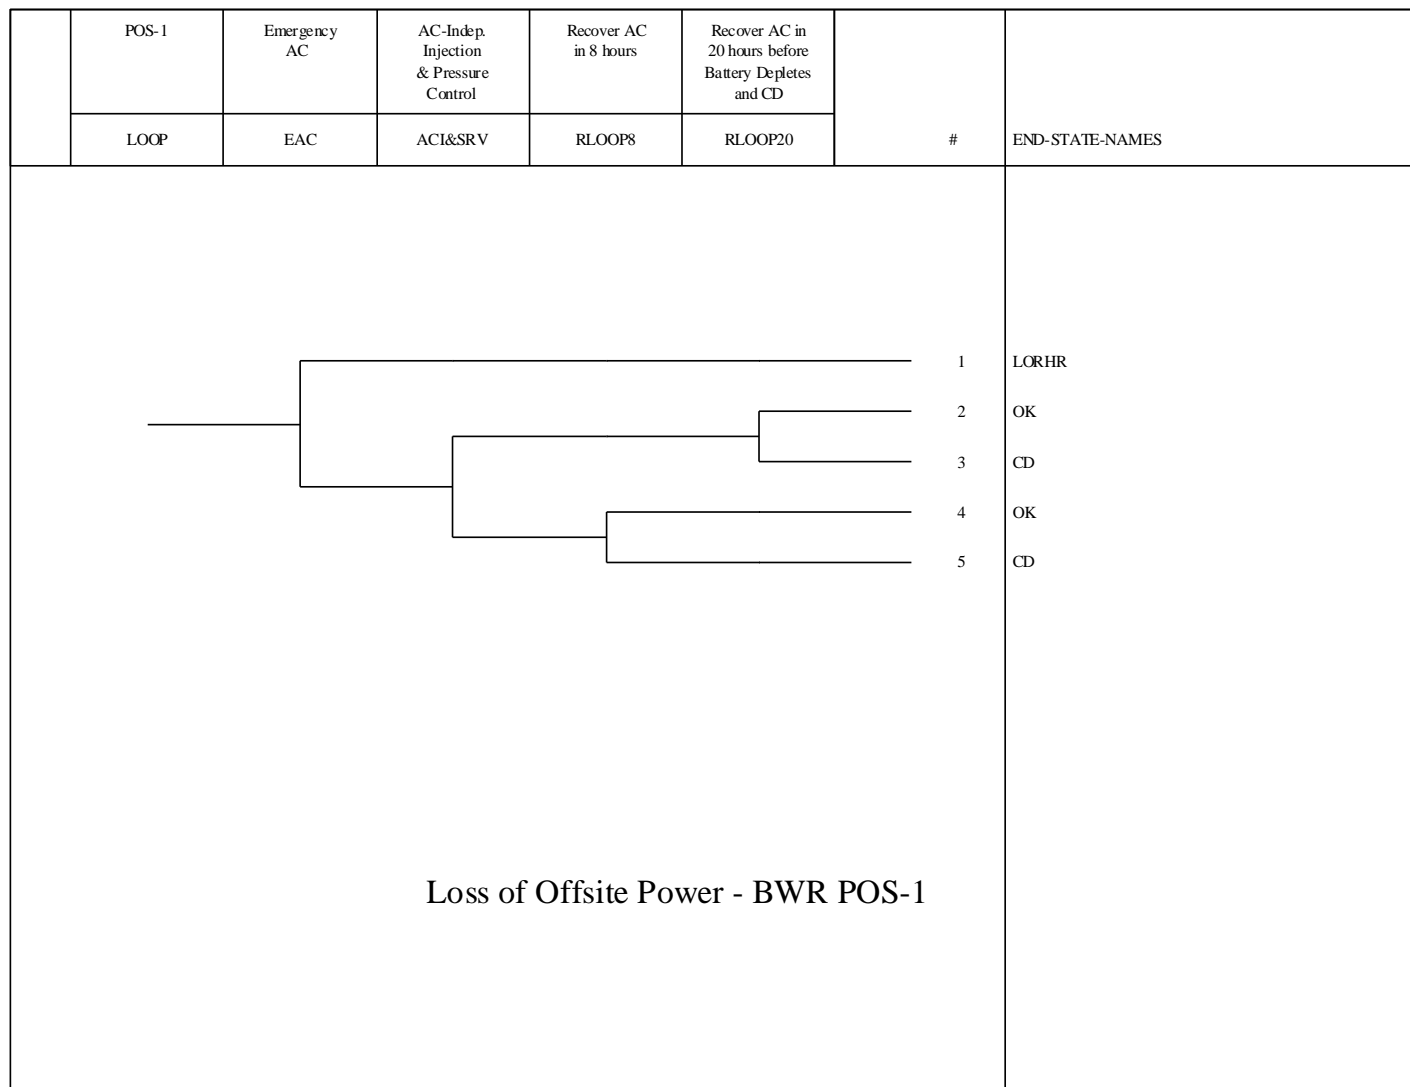 POS-1
Emergency
AC
AC-Indep.
Injection
& Pressure
Control
Recover AC
in 8 hours
Recover AC in
20 hours before
Battery Depletes
and CD
LOOP
EAC
ACI&SRV
RLOOP8
RLOOP20
#
END-STATE-NAMES
1 LORHR
2 OK
3 CD
4 OK
5 CD
Loss of Offsite Power - BWR POS-1